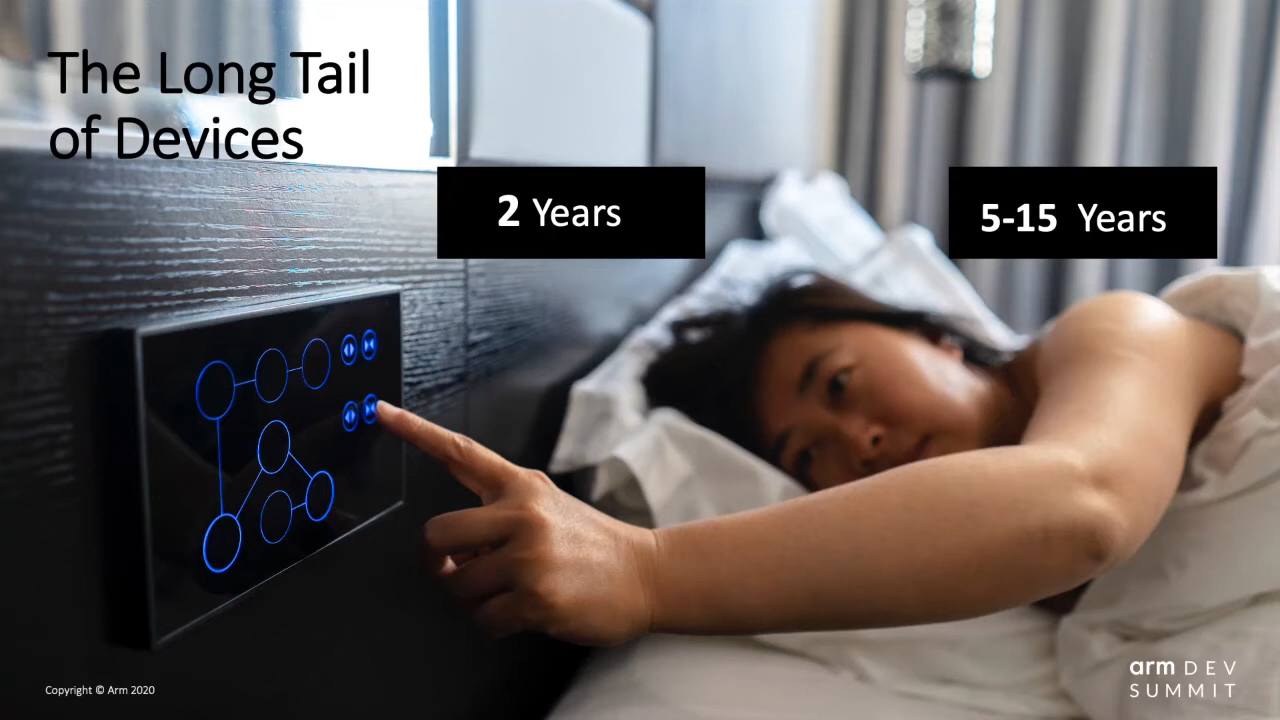 The Long Tail
of Devices
2 Years
5-15 Years
Copyright © Arm 2020
arm DEV
SUMMIT